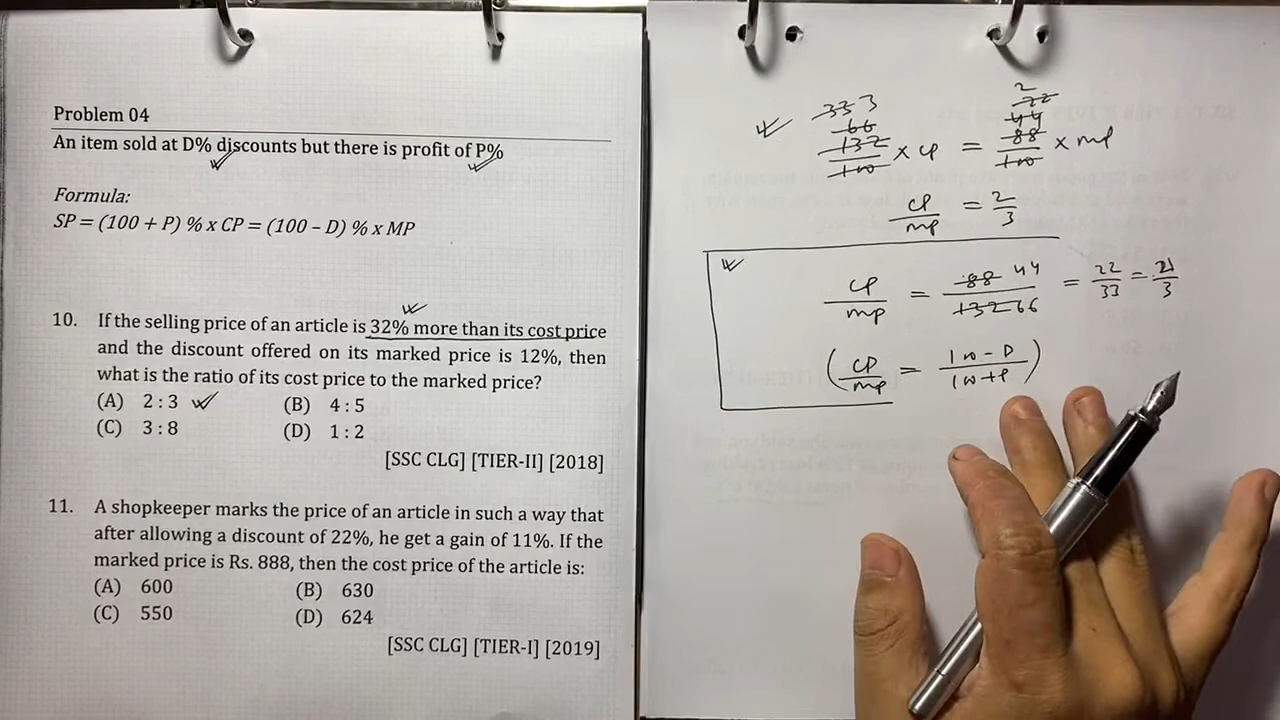 Problem 04
An item sold at D% discounts but there is profit of P%
Formula:
SP = (100 + P) % x CP = (100 – D) % x MP
10. If the selling price of an article is 32% more than its cost price
and the discount offered on its marked price is 12%, then
what is the ratio of its cost price to the marked price?
(A) 2 : 3 (B) 4 : 5
(C) 3 : 8 (D) 1 : 2
[SSC CLG] [TIER-II] [2018]
11. A shopkeeper marks the price of an article in such a way that
after allowing a discount of 22%, he get a gain of 11%. If the
marked price is Rs. 888, then the cost price of the article is:
(A) 600 (B) 630
(C) 550 (D) 624
[SSC CLG] [TIER-I] [2019]
33 3 2 22
66 44
132/100 x CP = 88/100 x MP
CP/MP = 2/3
CP/MP = 88 44/132 66 = 22/33 = 2/3
(CP/MP = 100 - D/100 + P)